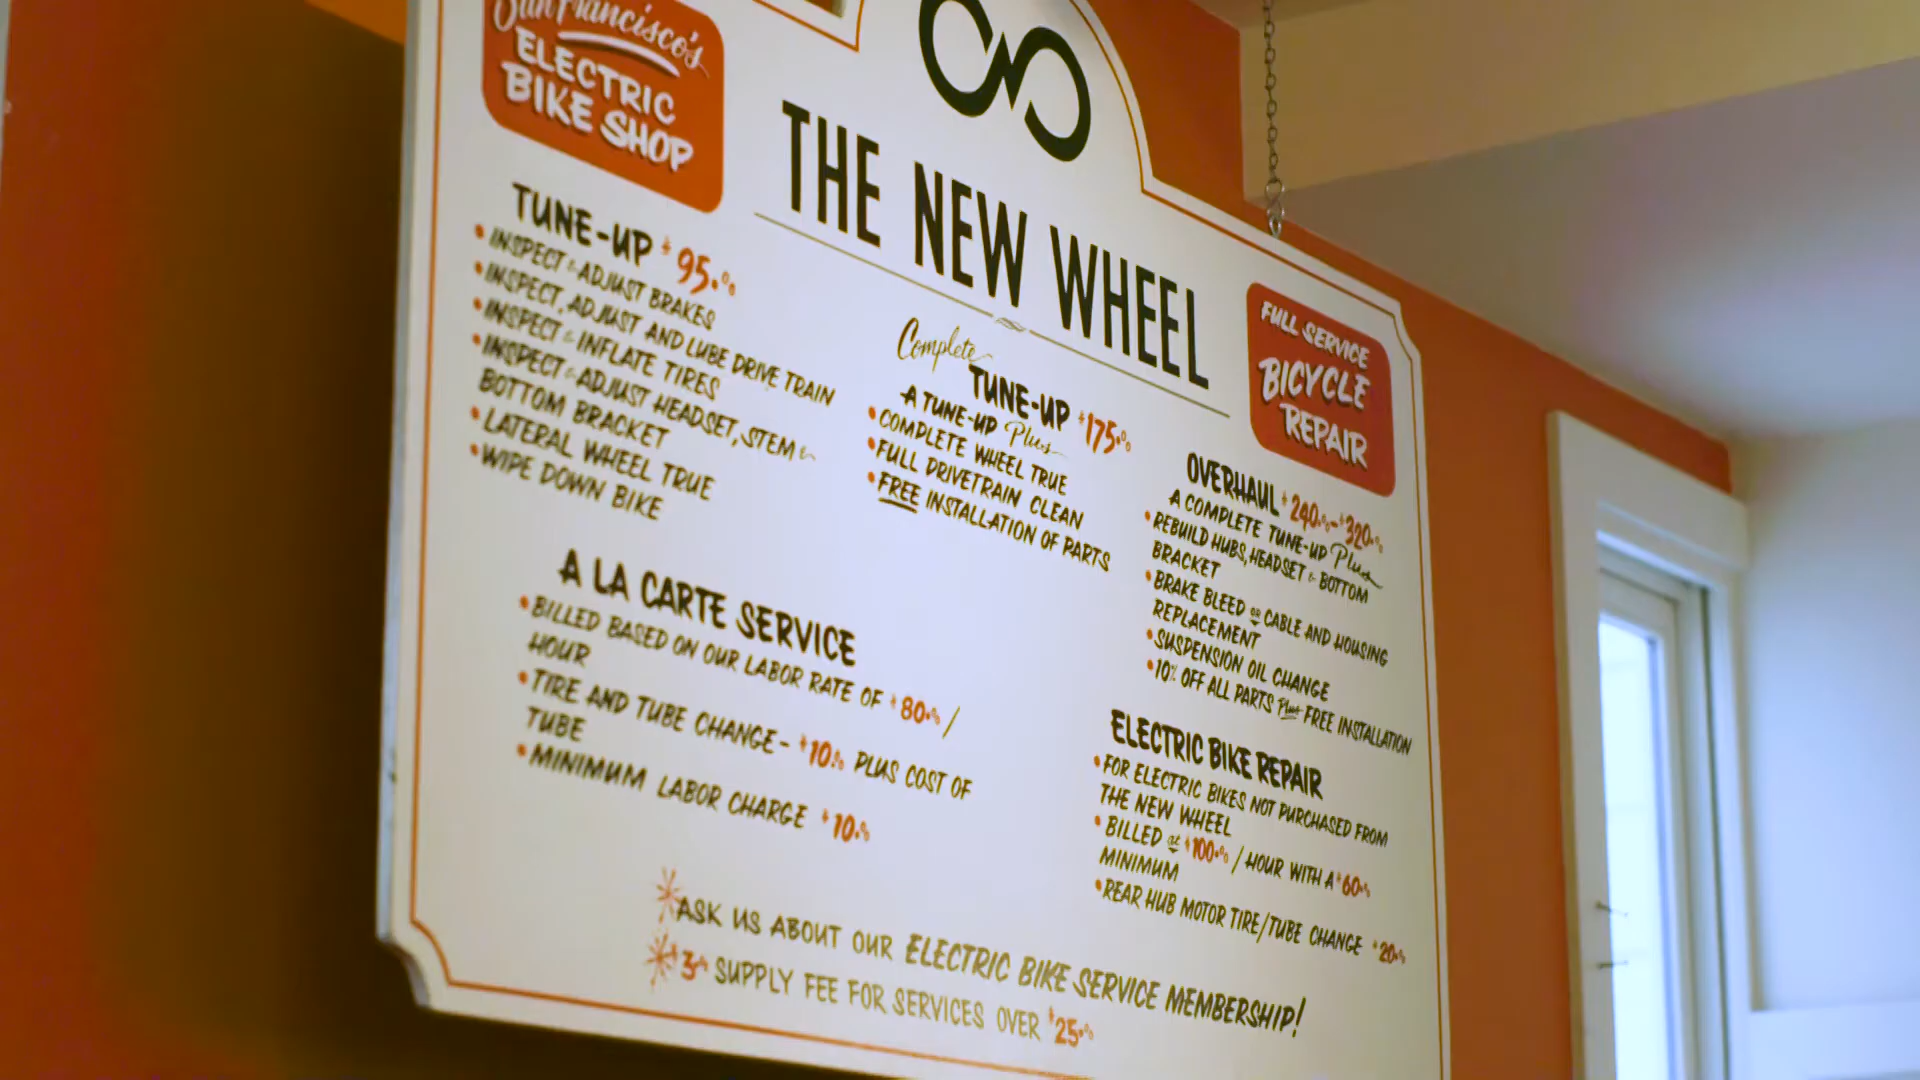 San Francisco's
ELECTRIC
BIKE SHOP
THE NEW WHEEL
FULL SERVICE
BICYCLE
REPAIR
TUNE-UP $95.00
• INSPECT & ADJUST BRAKES
• INSPECT, ADJUST AND LUBE DRIVE TRAIN
• INSPECT & INFLATE TIRES
• INSPECT & ADJUST HEADSET, STEM &
BOTTOM BRACKET
• LATERAL WHEEL TRUE
• WIPE DOWN BIKE
Complete
TUNE-UP $175.00
A TUNE-UP Plus
• COMPLETE WHEEL TRUE
• FULL DRIVETRAIN CLEAN
• FREE INSTALLATION OF PARTS
OVERHAUL $240.00-$320.00
A COMPLETE TUNE-UP Plus
• REBUILD HUBS, HEADSET & BOTTOM
BRACKET
• BRAKE BLEED or CABLE AND HOUSING
REPLACEMENT
• SUSPENSION OIL CHANGE
• 10% OFF ALL PARTS Plus FREE INSTALLATION
A LA CARTE SERVICE
• BILLED BASED ON OUR LABOR RATE OF $80.00/
HOUR
• TIRE AND TUBE CHANGE - $10.00 PLUS COST OF
TUBE
• MINIMUM LABOR CHARGE $10.00
ELECTRIC BIKE REPAIR
• FOR ELECTRIC BIKES NOT PURCHASED FROM
THE NEW WHEEL
• BILLED at $100.00/HOUR WITH A $60.00
MINIMUM
• REAR HUB MOTOR TIRE/TUBE CHANGE $20.00
*ASK US ABOUT OUR ELECTRIC BIKE SERVICE MEMBERSHIP!
*$3.00 SUPPLY FEE FOR SERVICES OVER $25.00